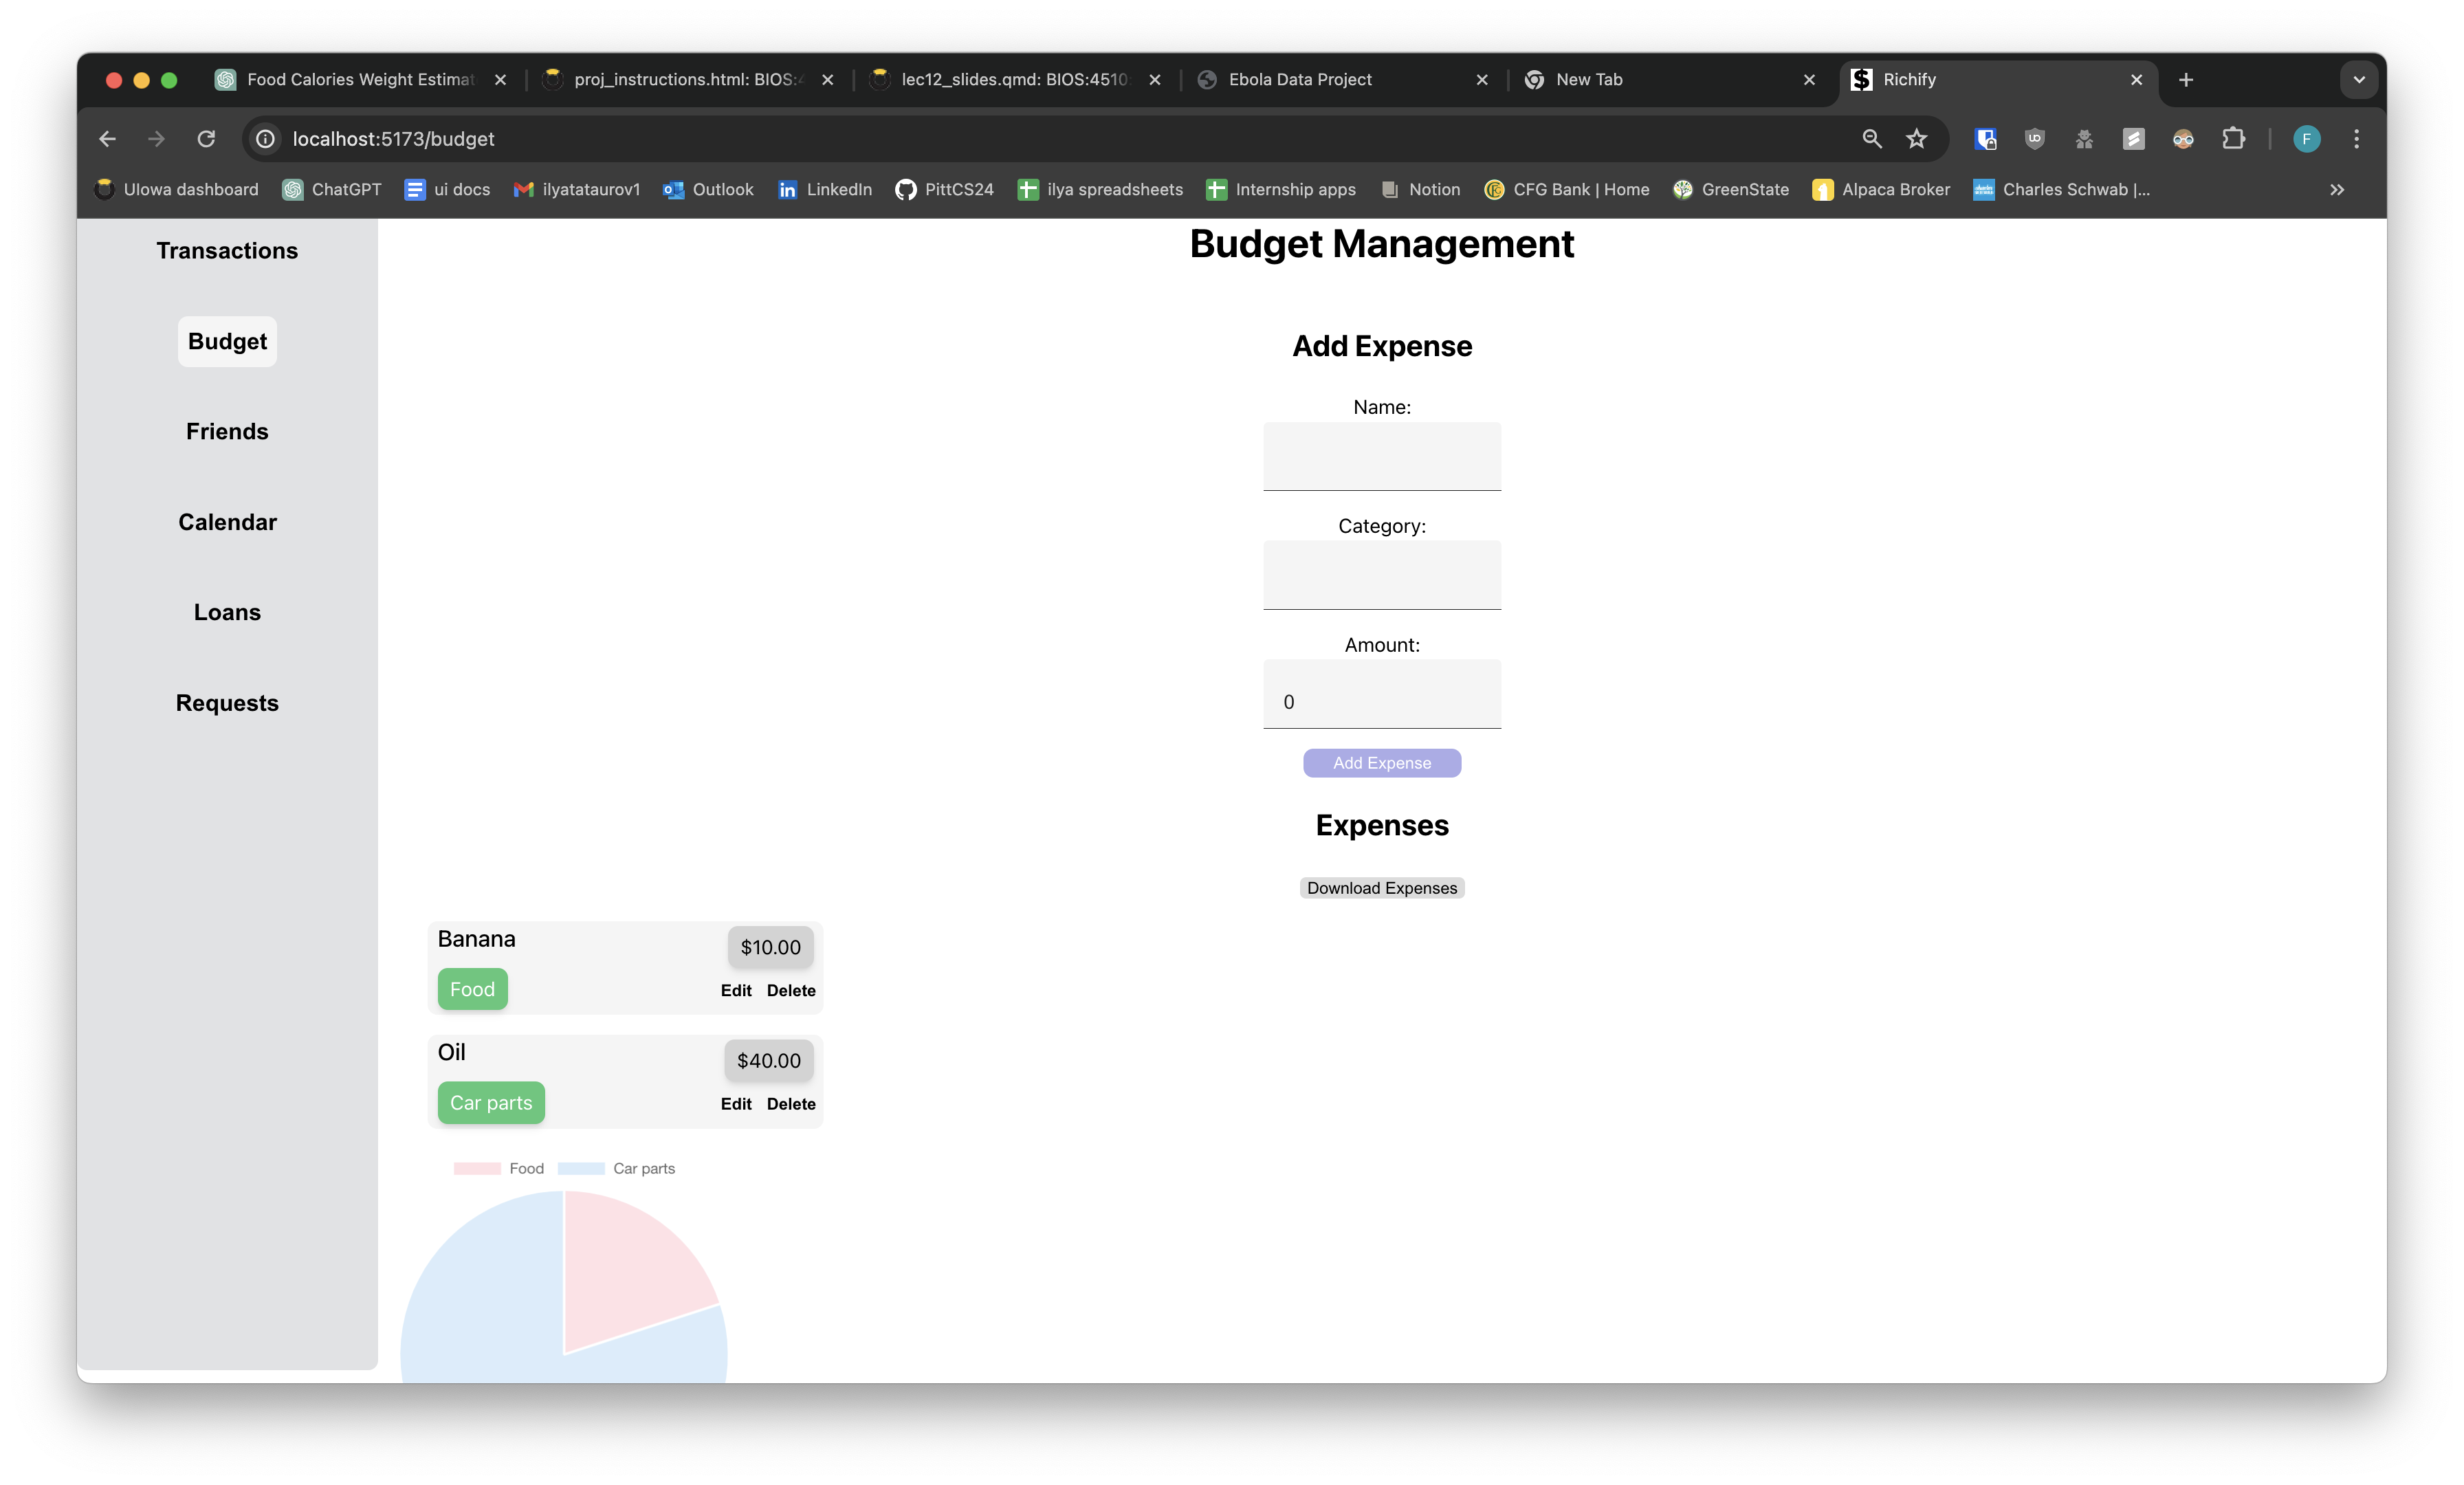 Food Calories Weight Estimat
proj_instructions.html: BIOS:4
lec12_slides.qmd: BIOS:4510
Ebola Data Project
New Tab
Richify
localhost:5173/budget
F
UIowa dashboard
ChatGPT
ui docs
ilyatataurov1
Outlook
LinkedIn
PittCS24
ilya spreadsheets
Internship apps
Notion
CFG Bank | Home
GreenState
Alpaca Broker
Charles Schwab |...
Transactions
Budget
Friends
Calendar
Loans
Requests
Budget Management
Add Expense
Name:
Category:
Amount:
0
Add Expense
Expenses
Download Expenses
Banana
$10.00
Food
Edit Delete
Oil
$40.00
Car parts
Edit Delete
Food Car parts